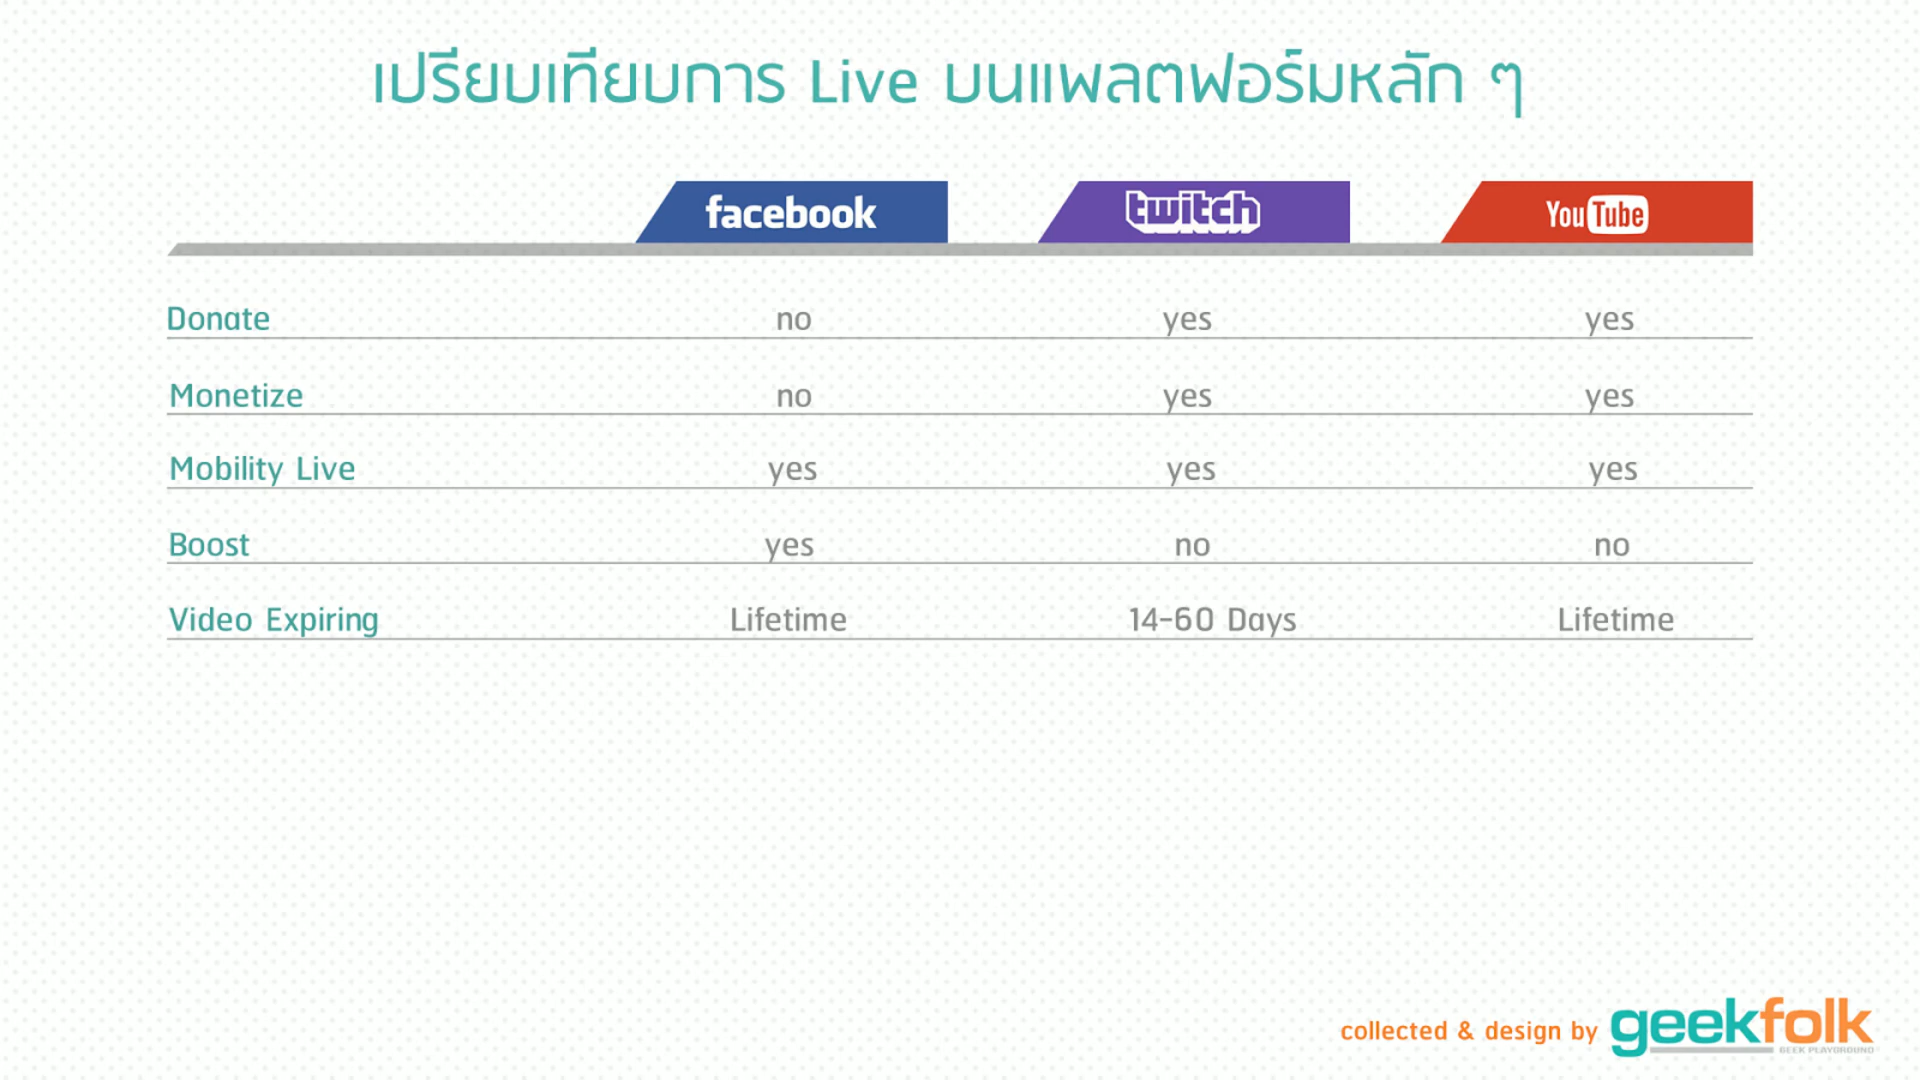 เปรียบเทียบการ Live บนแพลตฟอร์มหลัก ๆ
facebook twitch YouTube
Donate no yes yes
Monetize no yes yes
Mobility Live yes yes yes
Boost yes no no
Video Expiring Lifetime 14-60 Days Lifetime
collected & design by geekfolk
GEEK PLAYGROUND